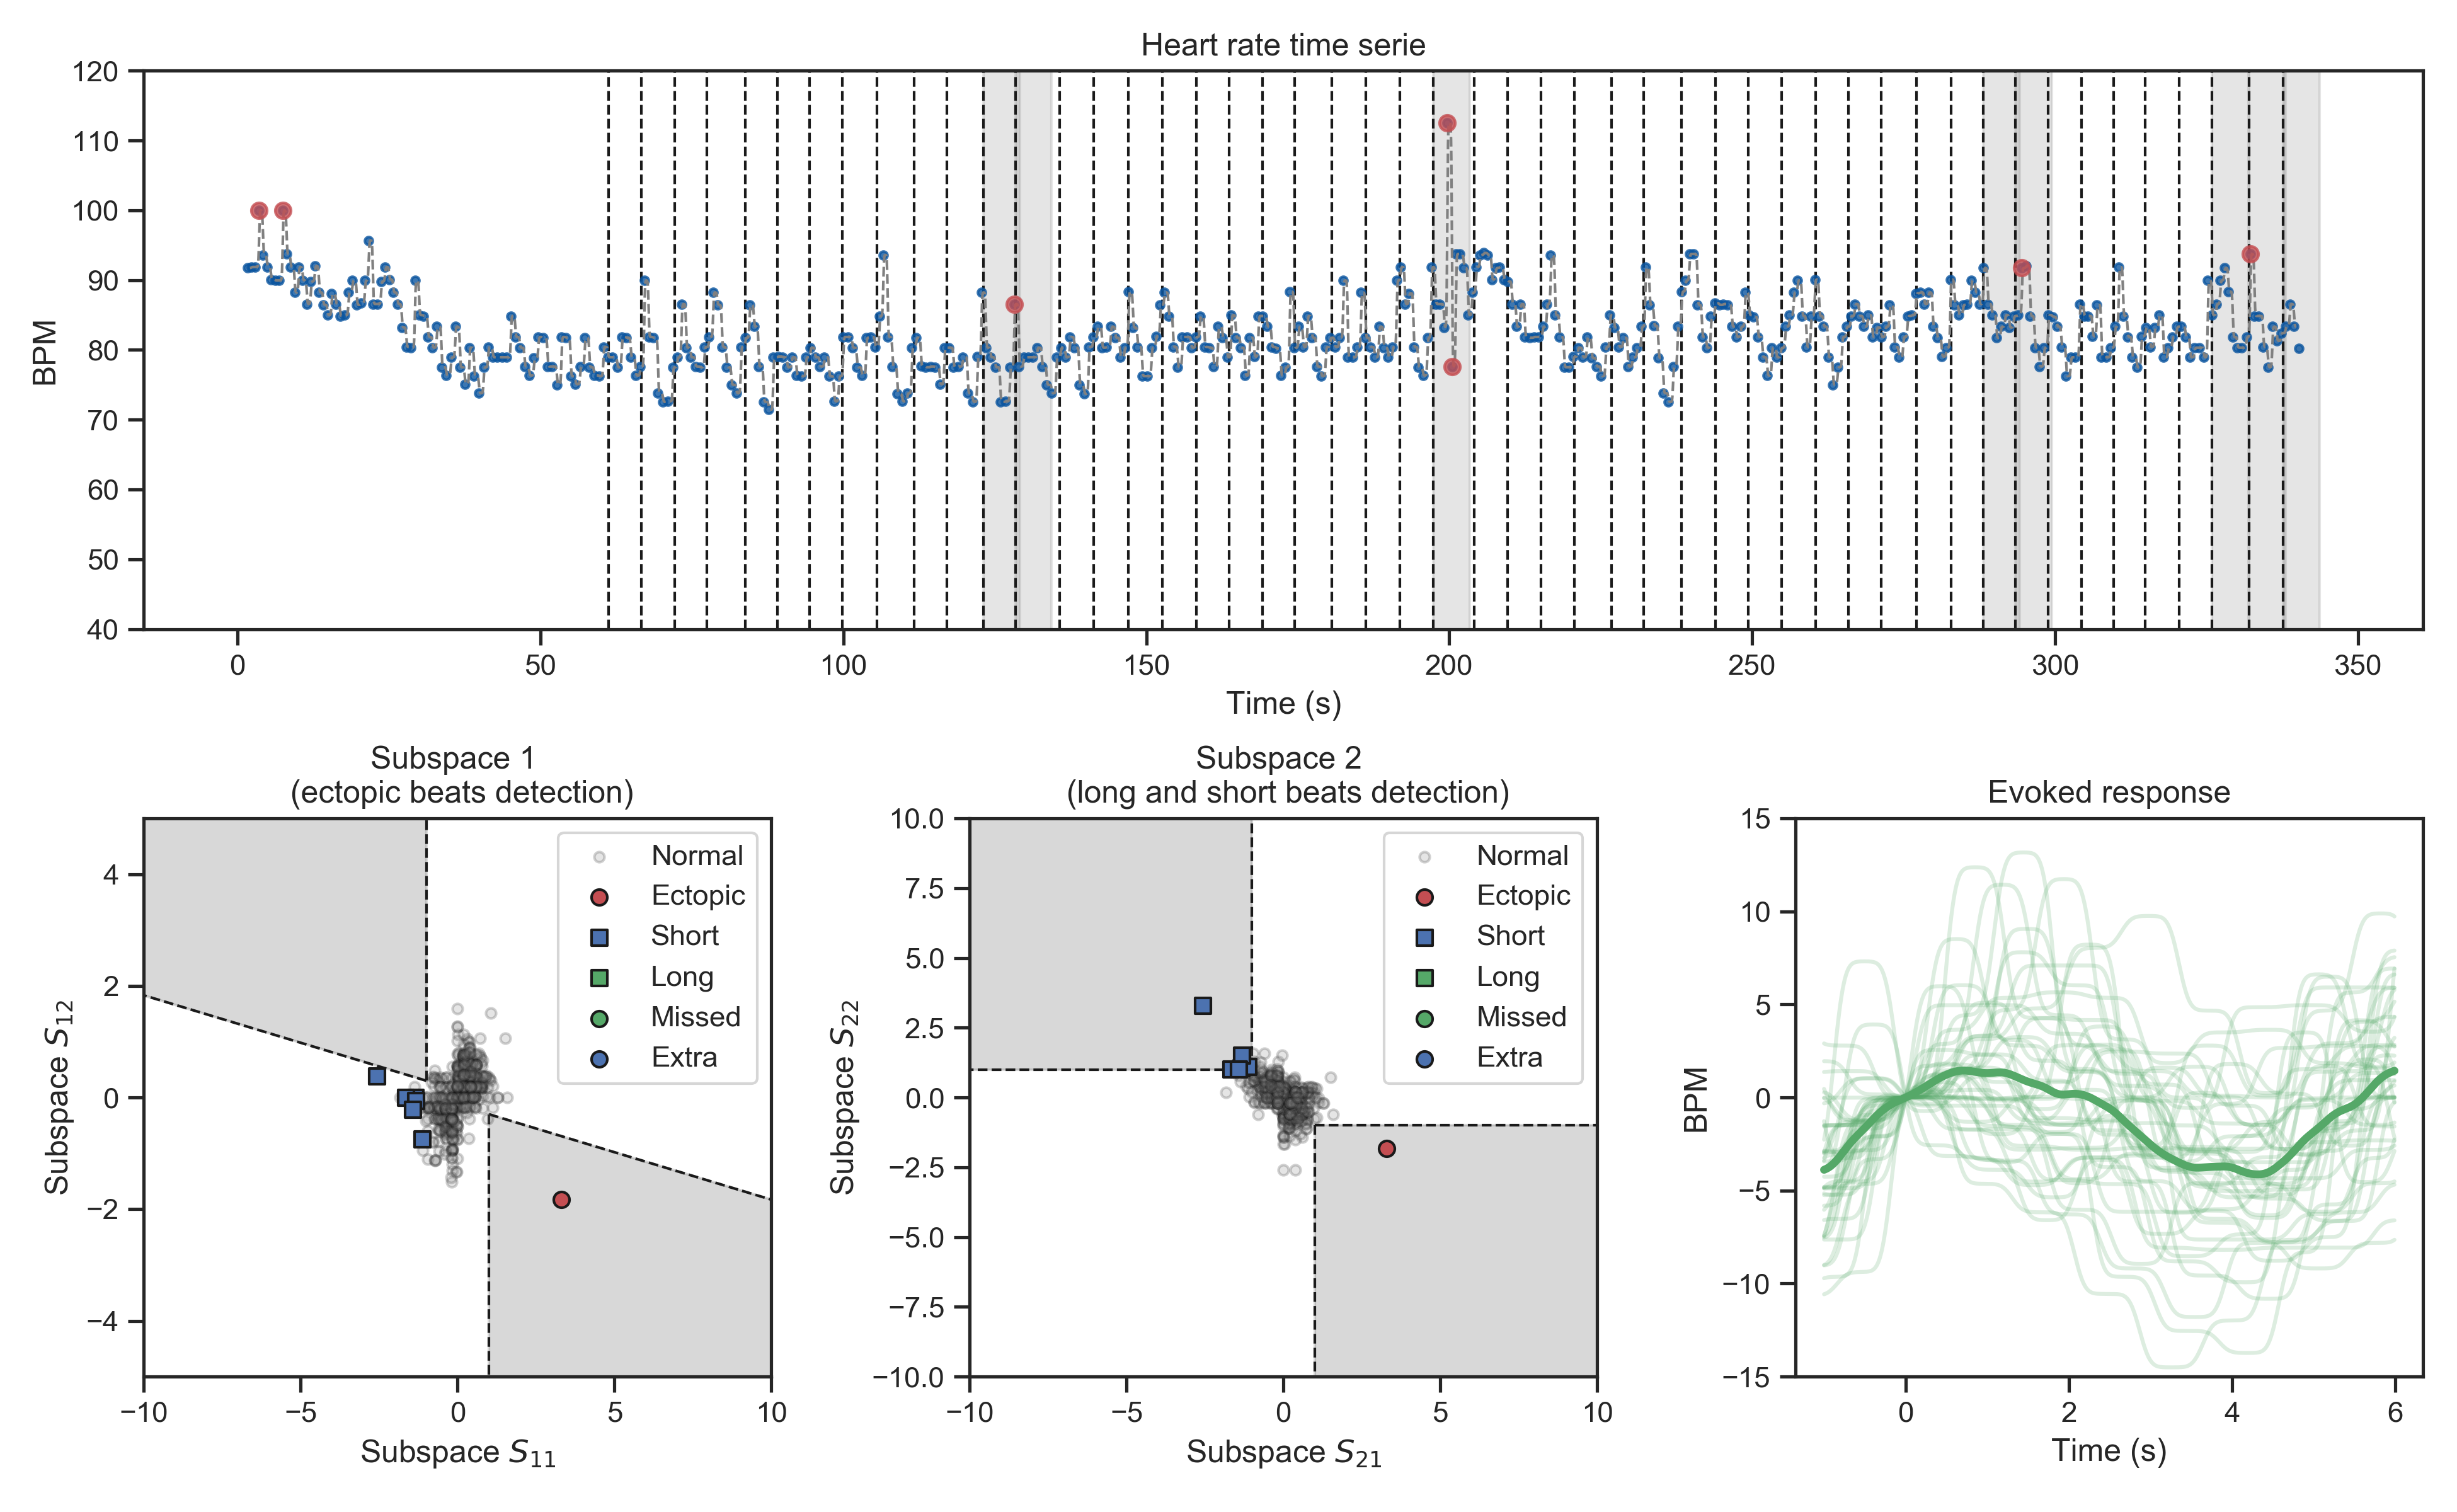 Heart rate time serie
120
110
100
90
80
70
60
50
40
BPM
0 50 100 150 200 250 300 350
Time (s)
Subspace 1
(ectopic beats detection)
4
2
0
−2
−4
Subspace S12
Normal
Ectopic
Short
Long
Missed
Extra
−10 −5 0 5 10
Subspace S11
Subspace 2
(long and short beats detection)
10.0
7.5
5.0
2.5
0.0
−2.5
−5.0
−7.5
−10.0
Subspace S22
Normal
Ectopic
Short
Long
Missed
Extra
−10 −5 0 5 10
Subspace S21
Evoked response
15
10
5
0
−5
−10
−15
BPM
0 2 4 6
Time (s)